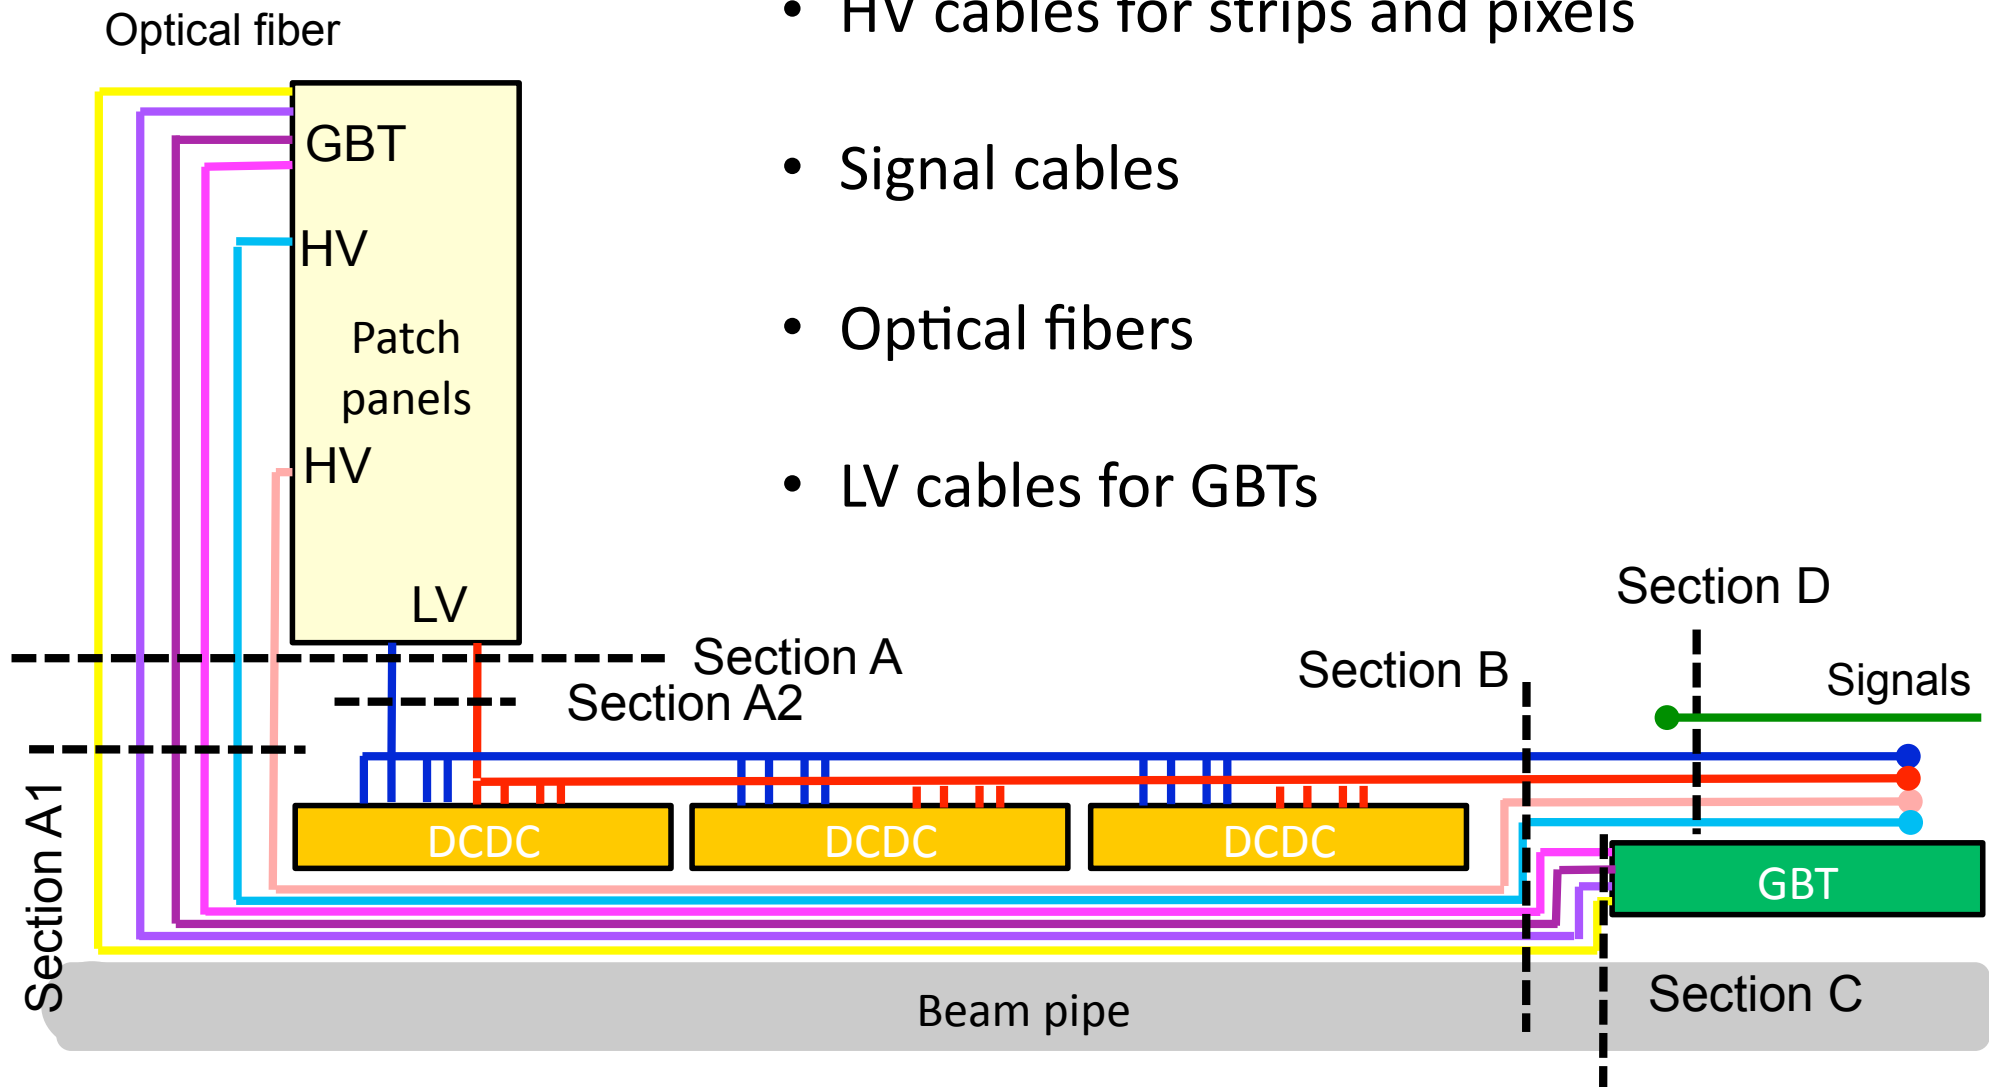 • HV cables for strips and pixels
Optical fiber
GBT
• Signal cables
HV
• Optical fibers
Patch
panels
HV
• LV cables for GBTs
LV
Section D
Section A
Section B
Section A2
Signals
Section A1
DCDC
DCDC
DCDC
GBT
Section C
Beam pipe